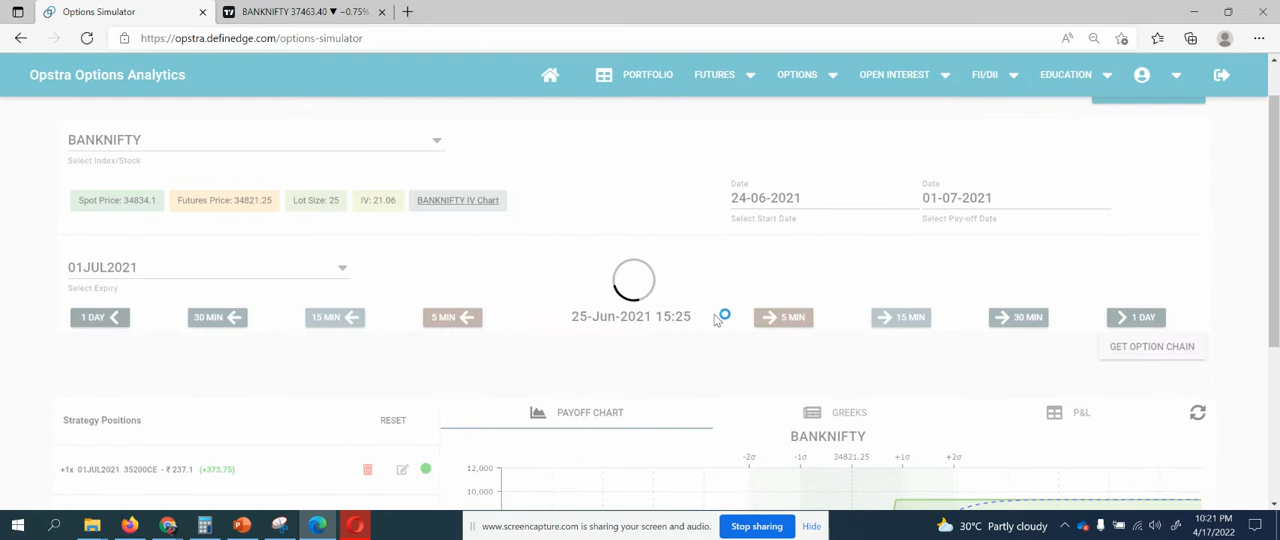 Options Simulator
BANKNIFTY 37463.40 ▼ −0.75%
https://opstra.definedge.com/options-simulator
Opstra Options Analytics
PORTFOLIO
FUTURES
OPTIONS
OPEN INTEREST
FII/DII
EDUCATION
BANKNIFTY
Select Index/Stock
Spot Price: 34834.1
Futures Price: 34821.25
Lot Size: 25
IV: 21.06
BANKNIFTY IV Chart
Date
24-06-2021
Select Start Date
Date
01-07-2021
Select Pay-off Date
01JUL2021
Select Expiry
1 DAY
30 MIN
15 MIN
5 MIN
25-Jun-2021 15:25
5 MIN
15 MIN
30 MIN
1 DAY
GET OPTION CHAIN
Strategy Positions
RESET
+1x 01JUL2021 35200CE - ₹ 237.1 (+373.75)
PAYOFF CHART
GREEKS
P&L
BANKNIFTY
-2σ -1σ 34821.25 +1σ +2σ
12,000
10,000
www.screencapture.com is sharing your screen and audio.
Stop sharing
Hide
30°C Partly cloudy
10:21 PM
4/17/2022